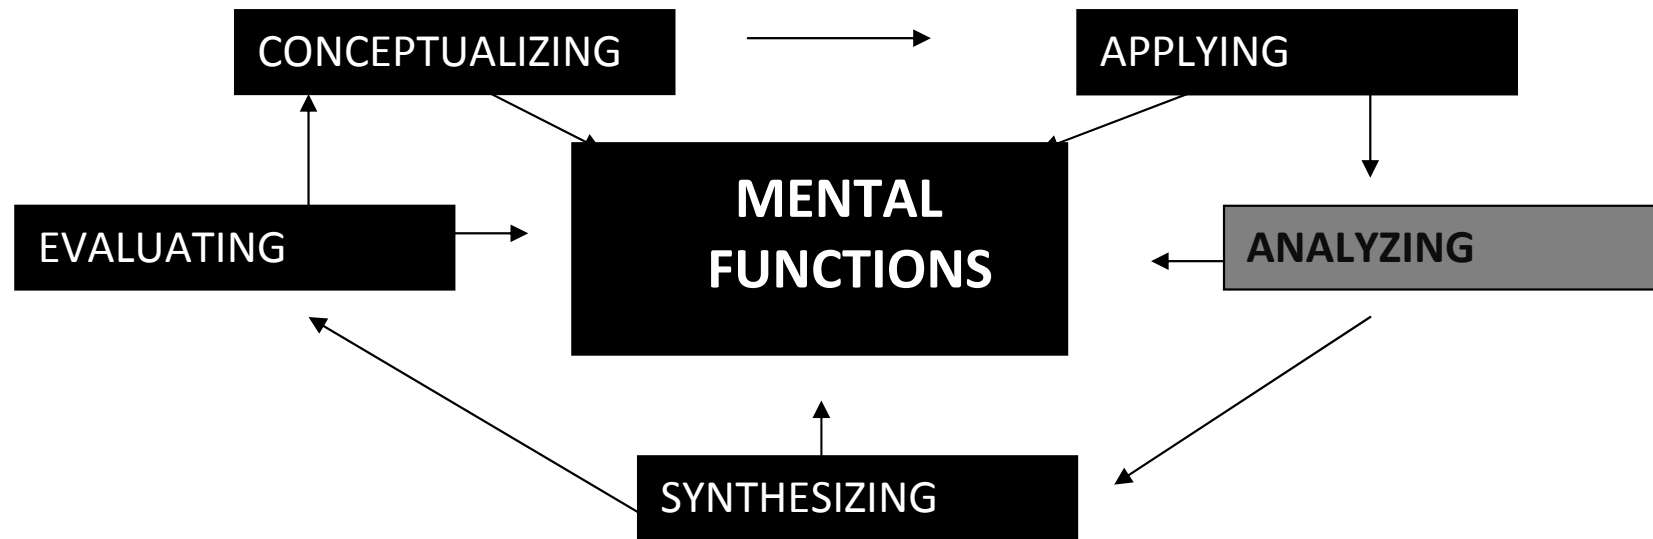 CONCEPTUALIZING
APPLYING
MENTAL
FUNCTIONS
EVALUATING
ANALYZING
SYNTHESIZING